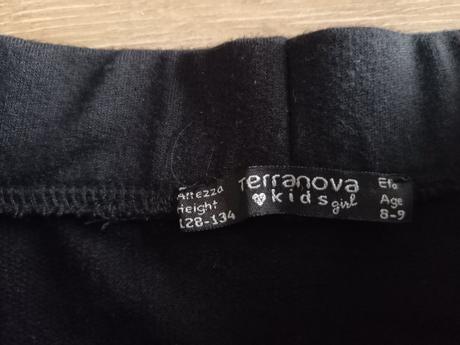 Altezza
Height
128-134
Terranova
kids girl
Età
Age
8-9